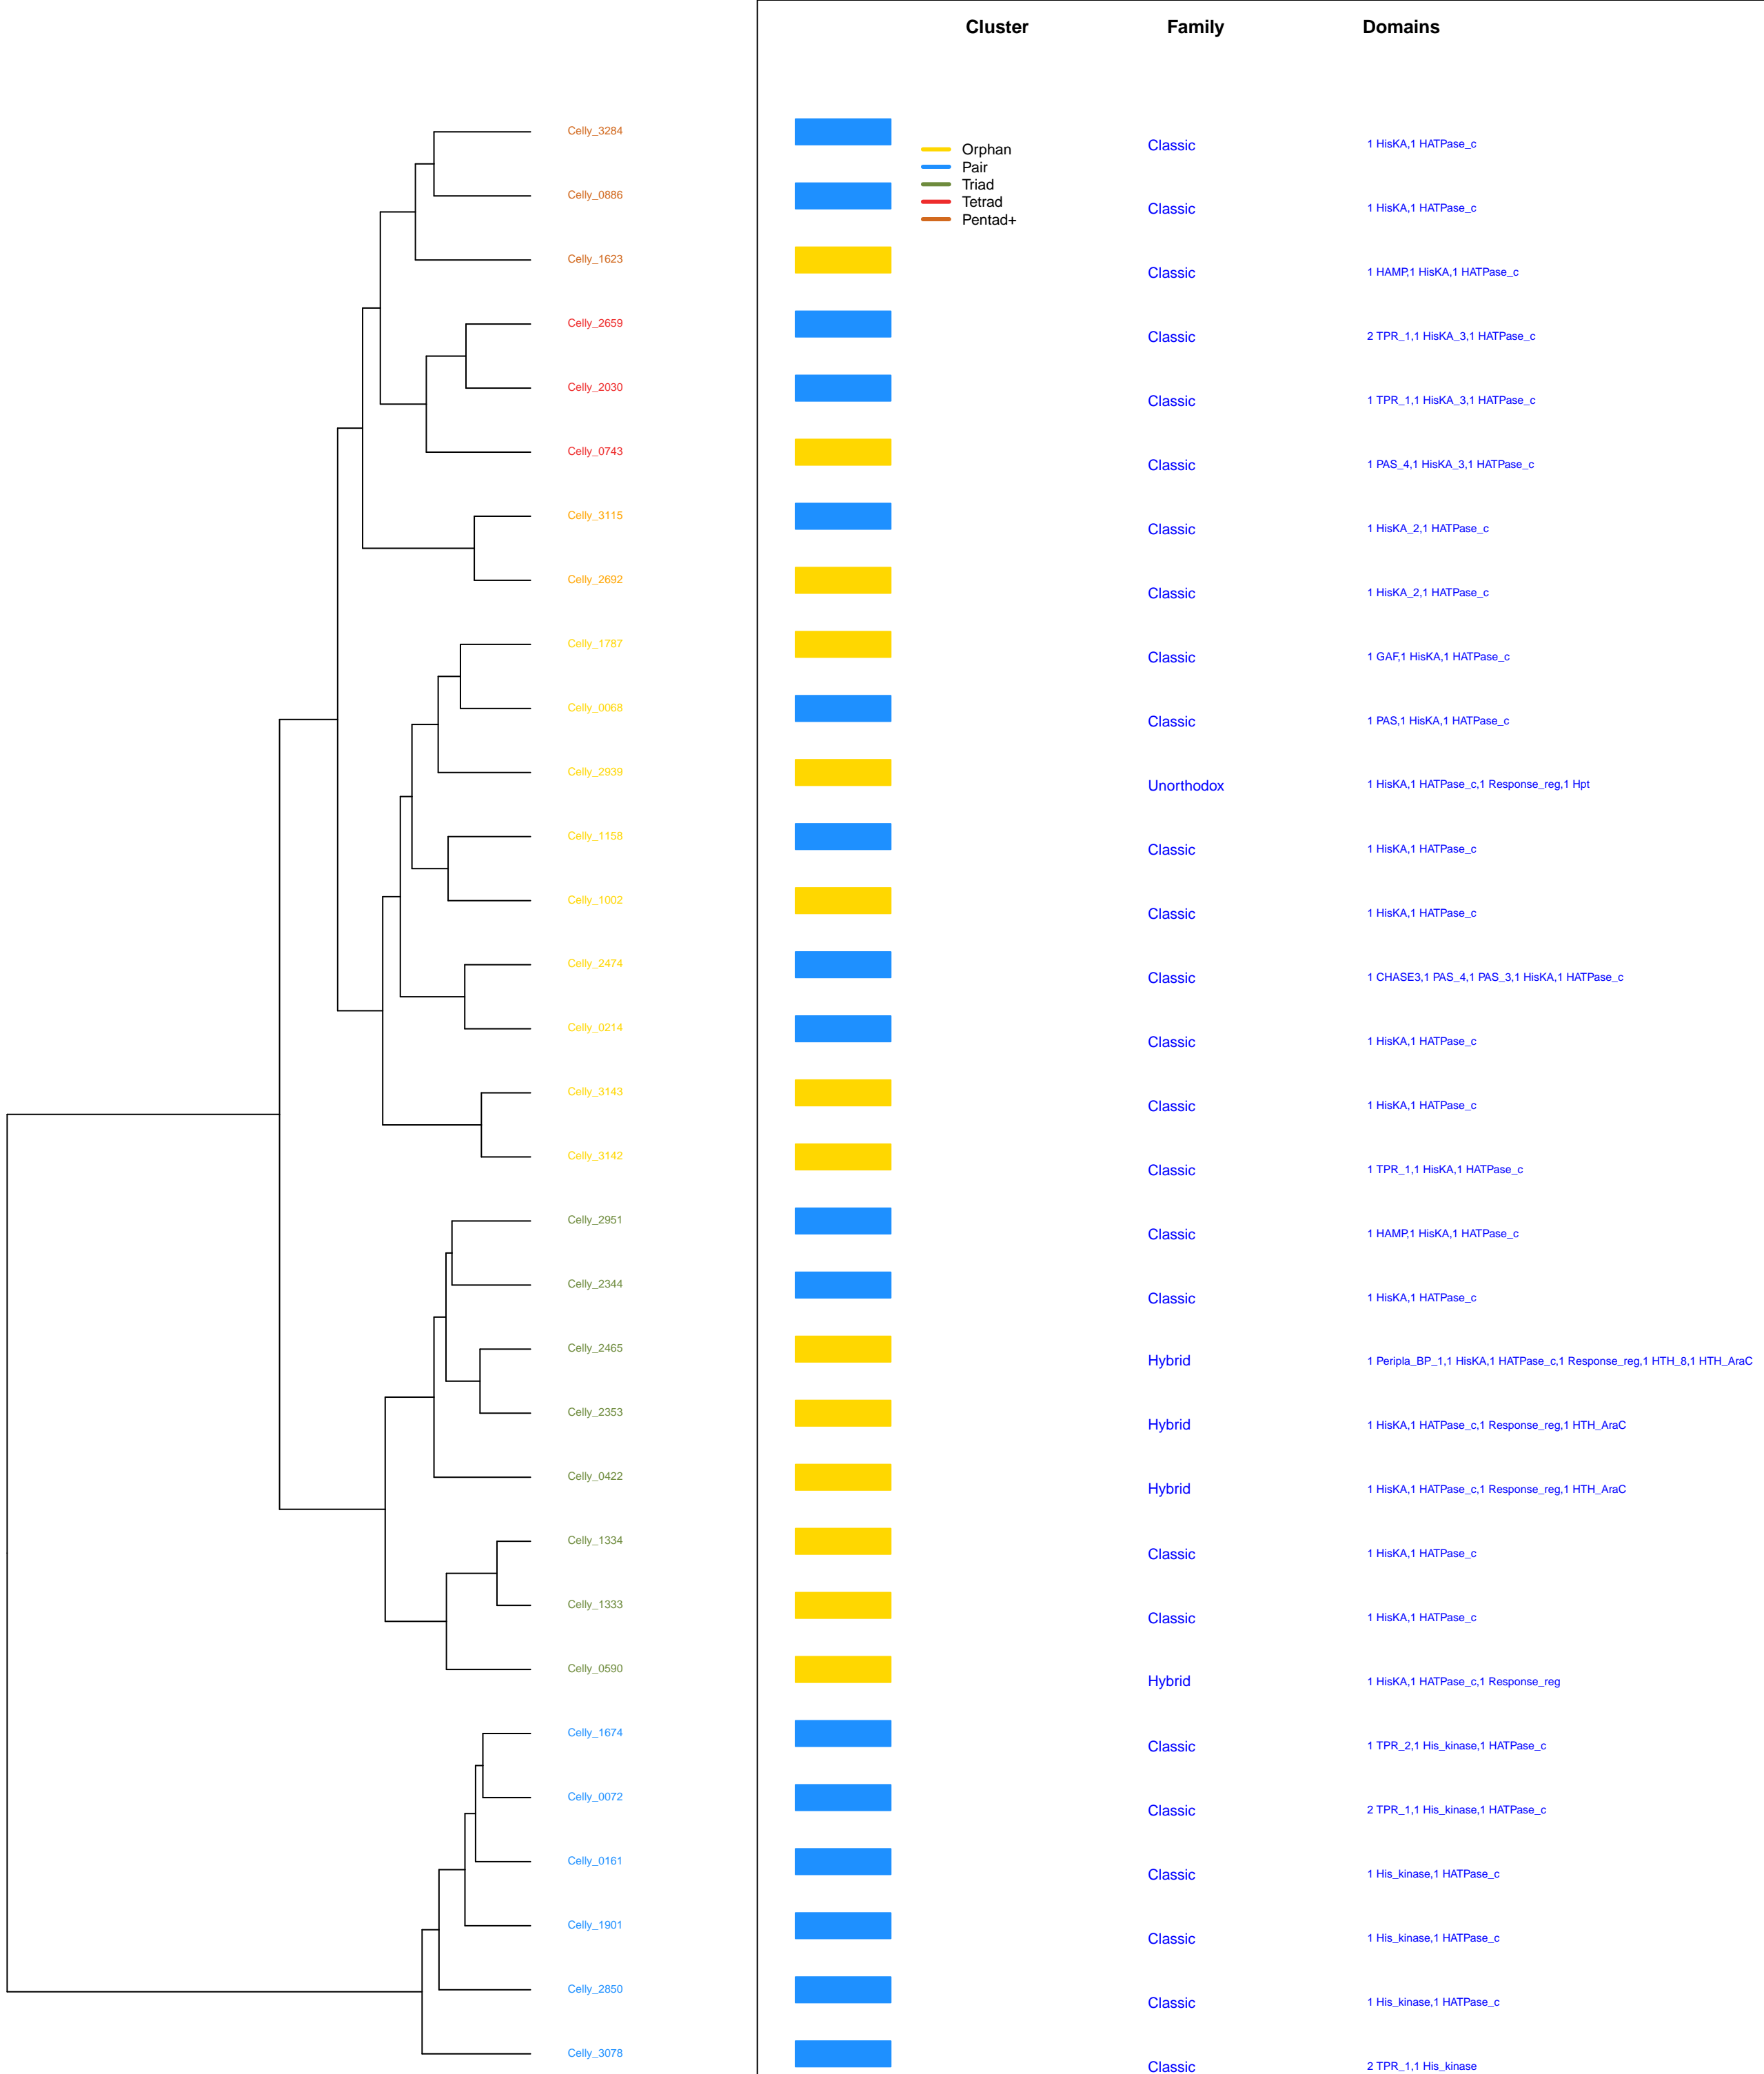 Cluster Family Domains
Celly_3284 Classic 1 HisKA,1 HATPase_c
Orphan
Pair
Triad
Tetrad
Pentad+
Celly_0886 Classic 1 HisKA,1 HATPase_c
Celly_1623 Classic 1 HAMP,1 HisKA,1 HATPase_c
Celly_2659 Classic 2 TPR_1,1 HisKA_3,1 HATPase_c
Celly_2030 Classic 1 TPR_1,1 HisKA_3,1 HATPase_c
Celly_0743 Classic 1 PAS_4,1 HisKA_3,1 HATPase_c
Celly_3115 Classic 1 HisKA_2,1 HATPase_c
Celly_2692 Classic 1 HisKA_2,1 HATPase_c
Celly_1787 Classic 1 GAF,1 HisKA,1 HATPase_c
Celly_0068 Classic 1 PAS,1 HisKA,1 HATPase_c
Celly_2939 Unorthodox 1 HisKA,1 HATPase_c,1 Response_reg,1 Hpt
Celly_1158 Classic 1 HisKA,1 HATPase_c
Celly_1002 Classic 1 HisKA,1 HATPase_c
Celly_2474 Classic 1 CHASE3,1 PAS_4,1 PAS_3,1 HisKA,1 HATPase_c
Celly_0214 Classic 1 HisKA,1 HATPase_c
Celly_3143 Classic 1 HisKA,1 HATPase_c
Celly_3142 Classic 1 TPR_1,1 HisKA,1 HATPase_c
Celly_2951 Classic 1 HAMP,1 HisKA,1 HATPase_c
Celly_2344 Classic 1 HisKA,1 HATPase_c
Celly_2465 Hybrid 1 Peripla_BP_1,1 HisKA,1 HATPase_c,1 Response_reg,1 HTH_8,1 HTH_AraC
Celly_2353 Hybrid 1 HisKA,1 HATPase_c,1 Response_reg,1 HTH_AraC
Celly_0422 Hybrid 1 HisKA,1 HATPase_c,1 Response_reg,1 HTH_AraC
Celly_1334 Classic 1 HisKA,1 HATPase_c
Celly_1333 Classic 1 HisKA,1 HATPase_c
Celly_0590 Hybrid 1 HisKA,1 HATPase_c,1 Response_reg
Celly_1674 Classic 1 TPR_2,1 His_kinase,1 HATPase_c
Celly_0072 Classic 2 TPR_1,1 His_kinase,1 HATPase_c
Celly_0161 Classic 1 His_kinase,1 HATPase_c
Celly_1901 Classic 1 His_kinase,1 HATPase_c
Celly_2850 Classic 1 His_kinase,1 HATPase_c
Celly_3078 Classic 2 TPR_1,1 His_kinase